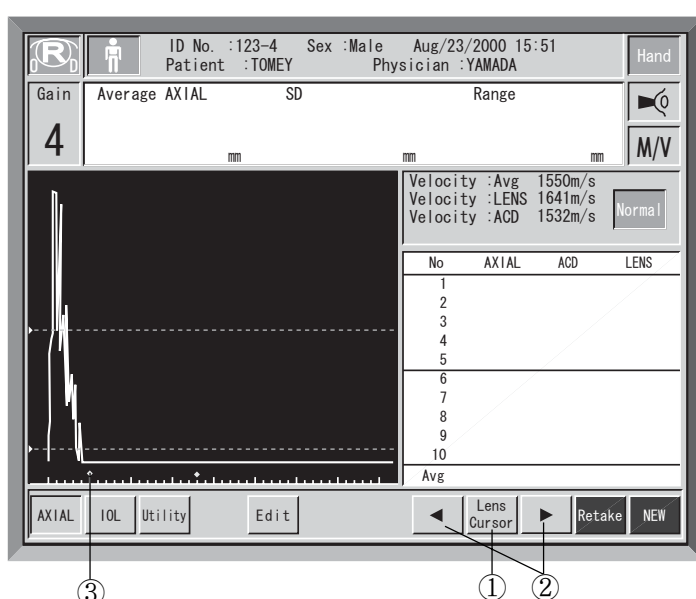 ID No. :123-4 Sex :Male Aug/23/2000 15:51
Patient :TOMEY Physician :YAMADA
O R D
Hand
Gain
4
Average AXIAL SD Range
mm mm mm
M/V
Velocity :Avg 1550m/s
Velocity :LENS 1641m/s
Velocity :ACD 1532m/s
Normal
No AXIAL ACD LENS
1
2
3
4
5
6
7
8
9
10
Avg
AXIAL IOL Utility Edit ◀ Lens Cursor ▶ Retake NEW
③ ① ②